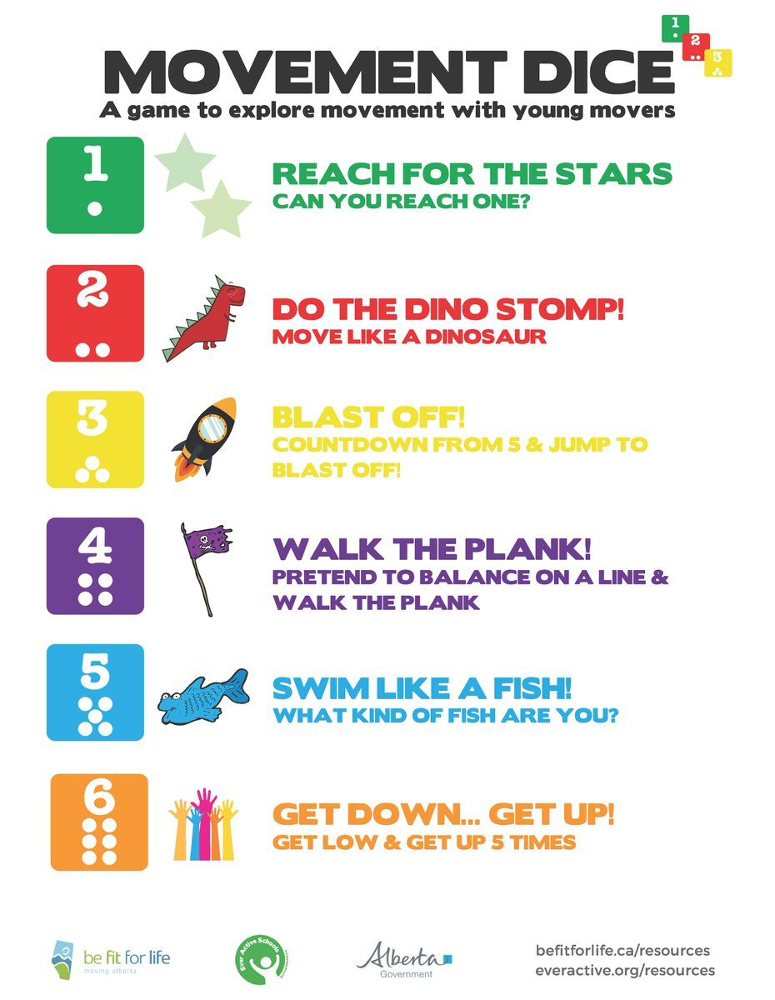 1
2
3
MOVEMENT DICE
A game to explore movement with young movers
1
REACH FOR THE STARS
CAN YOU REACH ONE?
2
DO THE DINO STOMP!
MOVE LIKE A DINOSAUR
3
BLAST OFF!
COUNTDOWN FROM 5 & JUMP TO
BLAST OFF!
4
WALK THE PLANK!
PRETEND TO BALANCE ON A LINE &
WALK THE PLANK
5
SWIM LIKE A FISH!
WHAT KIND OF FISH ARE YOU?
6
GET DOWN... GET UP!
GET LOW & GET UP 5 TIMES
be fit for life
moving alberta
Ever Active Schools
Alberta
Government
befitforlife.ca/resources
everactive.org/resources